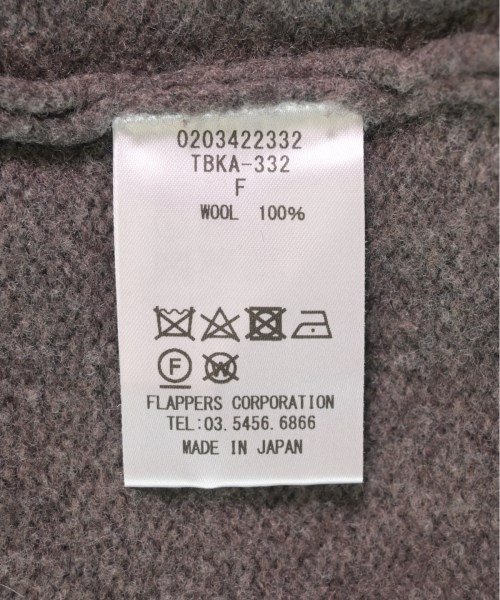 0203422332
TBKA-332
F
WOOL 100%
F W
FLAPPERS CORPORATION
TEL:03.5456.6866
MADE IN JAPAN